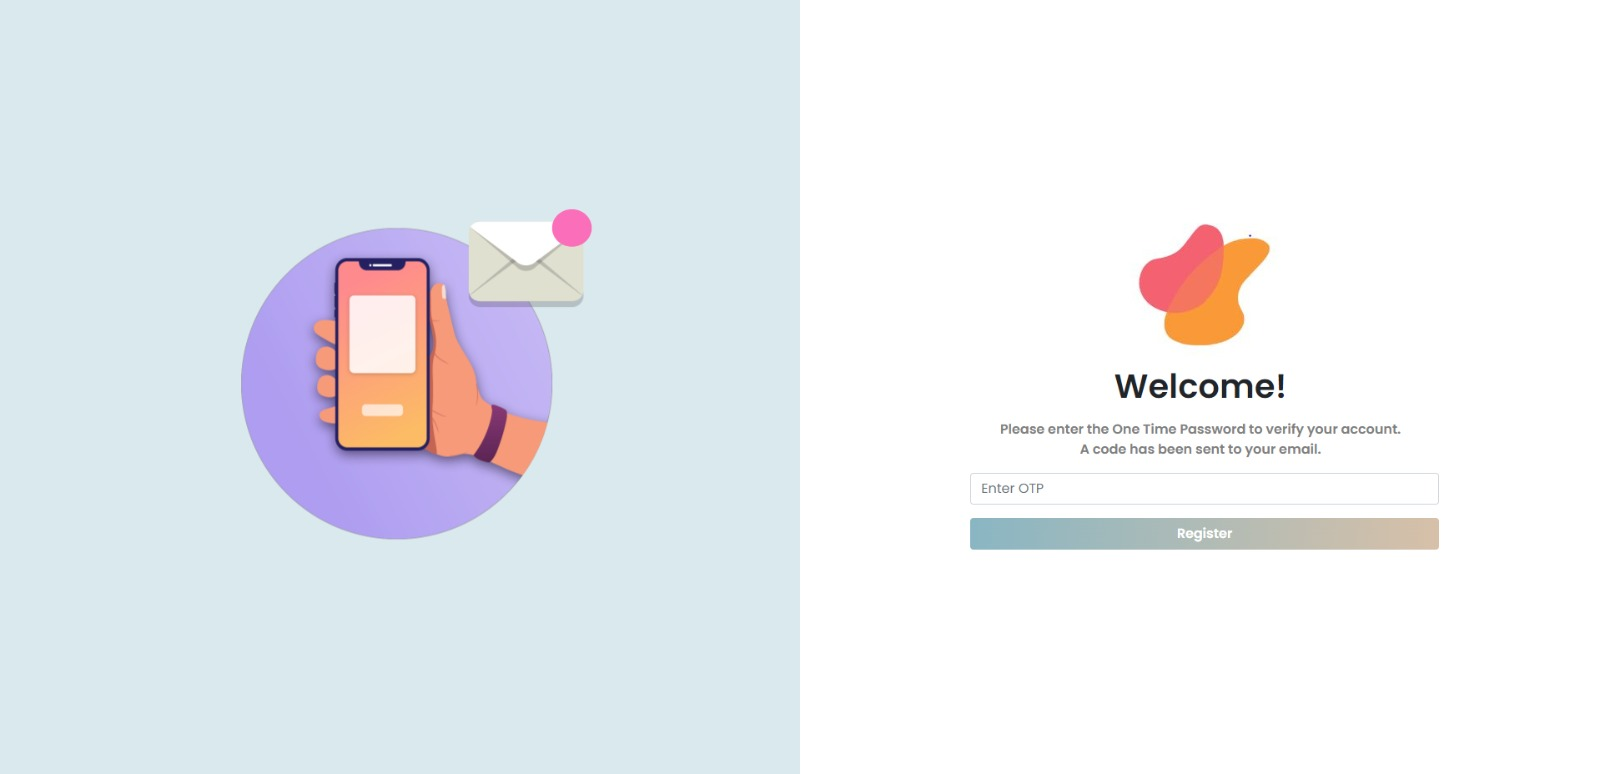 Welcome!
Please enter the One Time Password to verify your account.
A code has been sent to your email.
Enter OTP
Register